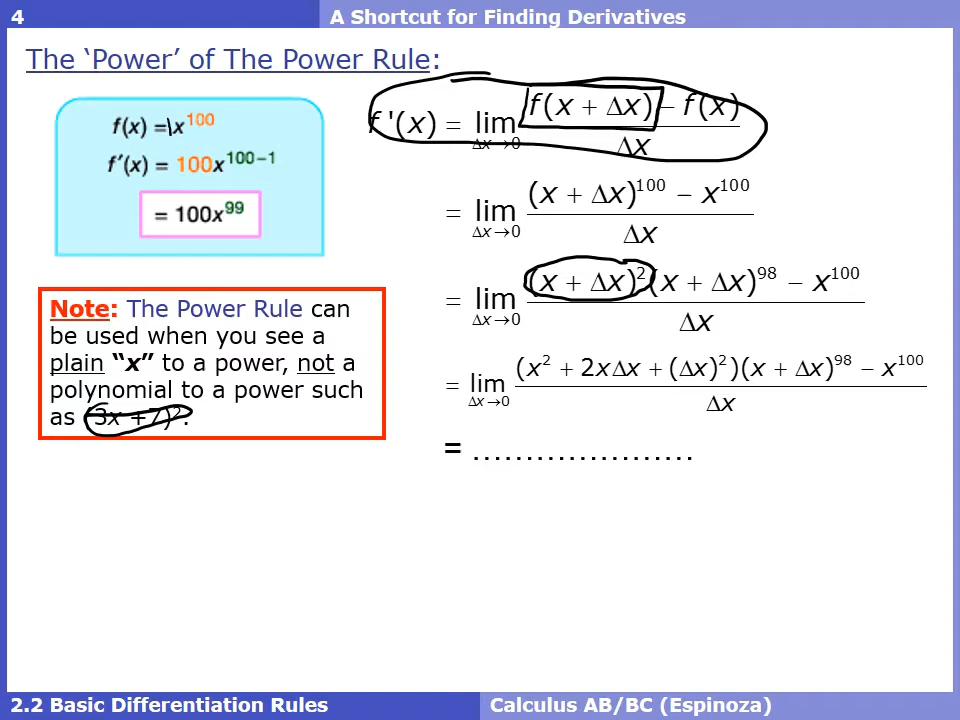 4
A Shortcut for Finding Derivatives
The ‘Power’ of The Power Rule:
f(x) = x^100
f′(x) = 100x^100−1
= 100x^99
Note: The Power Rule can
be used when you see a
plain “x” to a power, not a
polynomial to a power such
as (3x +7)^2.
f '(x) = lim Δx→0 (f(x + Δx) − f(x)) / Δx
= lim Δx→0 ((x + Δx)^100 − x^100) / Δx
= lim Δx→0 ((x + Δx)^2(x + Δx)^98 − x^100) / Δx
= lim Δx→0 ((x^2 + 2xΔx + (Δx)^2)(x + Δx)^98 − x^100) / Δx
= .....................
2.2 Basic Differentiation Rules
Calculus AB/BC (Espinoza)